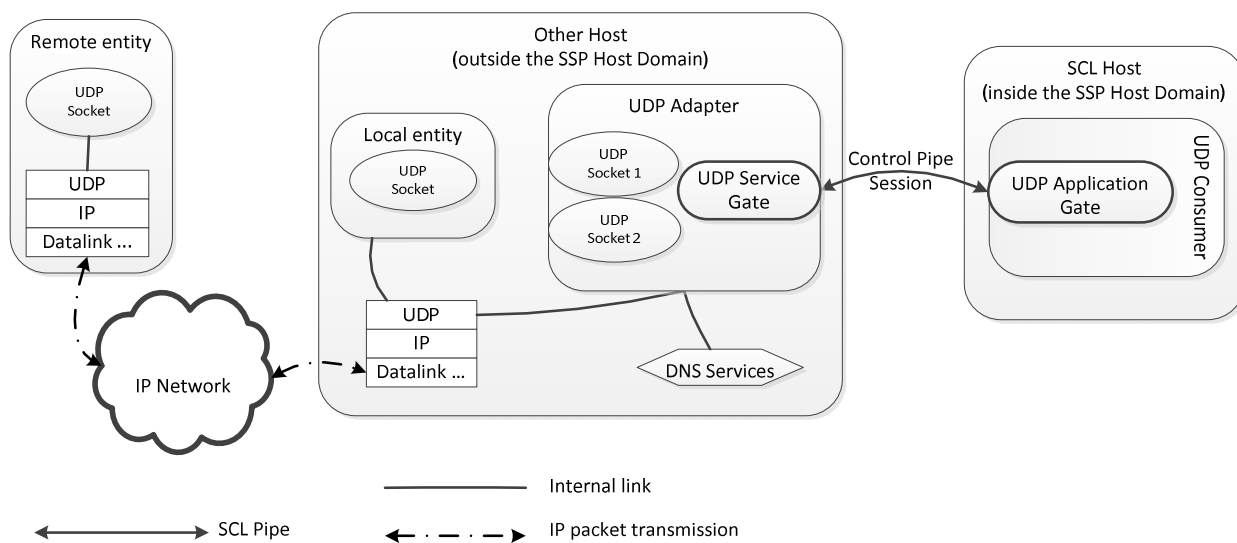 Remote entity
UDP
Socket
UDP
IP
Datalink ...
IP Network
Other Host
(outside the SSP Host Domain)
Local entity
UDP
Socket
UDP Adapter
UDP
Socket 1
UDP
Socket 2
UDP Service
Gate
UDP
IP
Datalink ...
DNS Services
Control Pipe
Session
SCL Host
(inside the SSP Host Domain)
UDP Application
Gate
UDP Consumer
Internal link
SCL Pipe
IP packet transmission